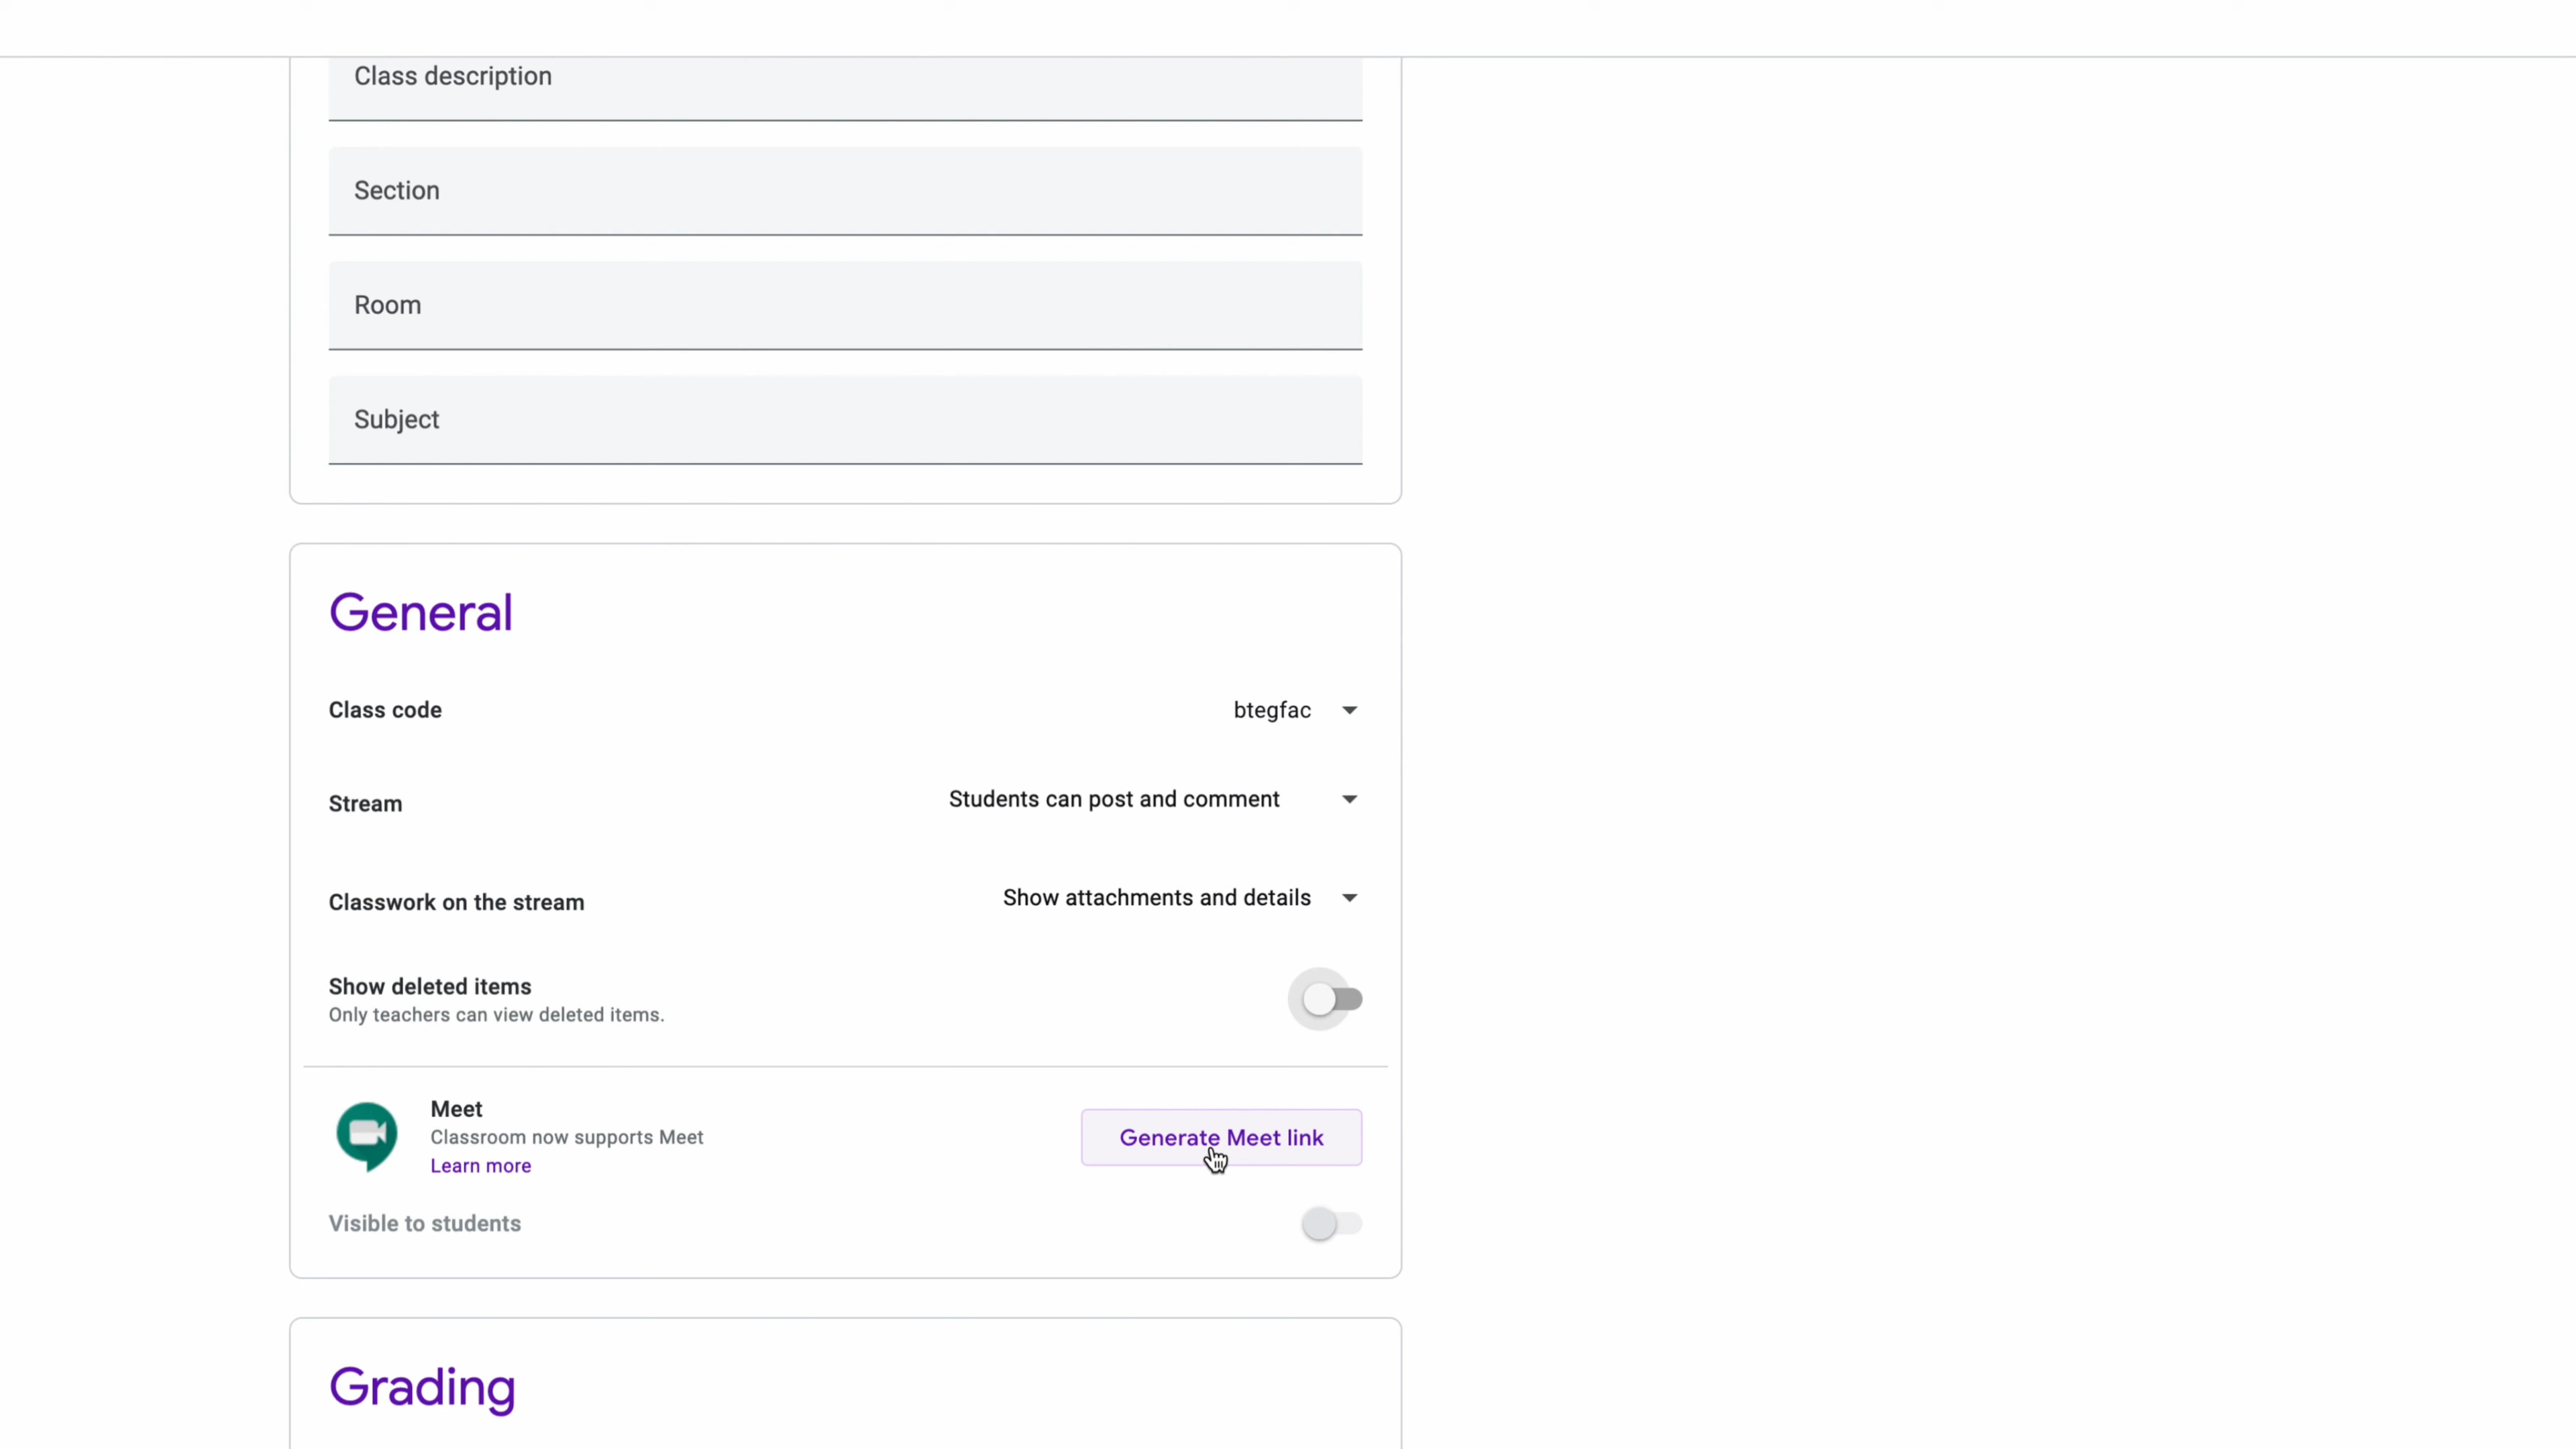 Class description
Section
Room
Subject
General
Class code
btegfac
Stream
Students can post and comment
Classwork on the stream
Show attachments and details
Show deleted items
Only teachers can view deleted items.
Meet
Classroom now supports Meet
Learn more
Generate Meet link
Visible to students
Grading